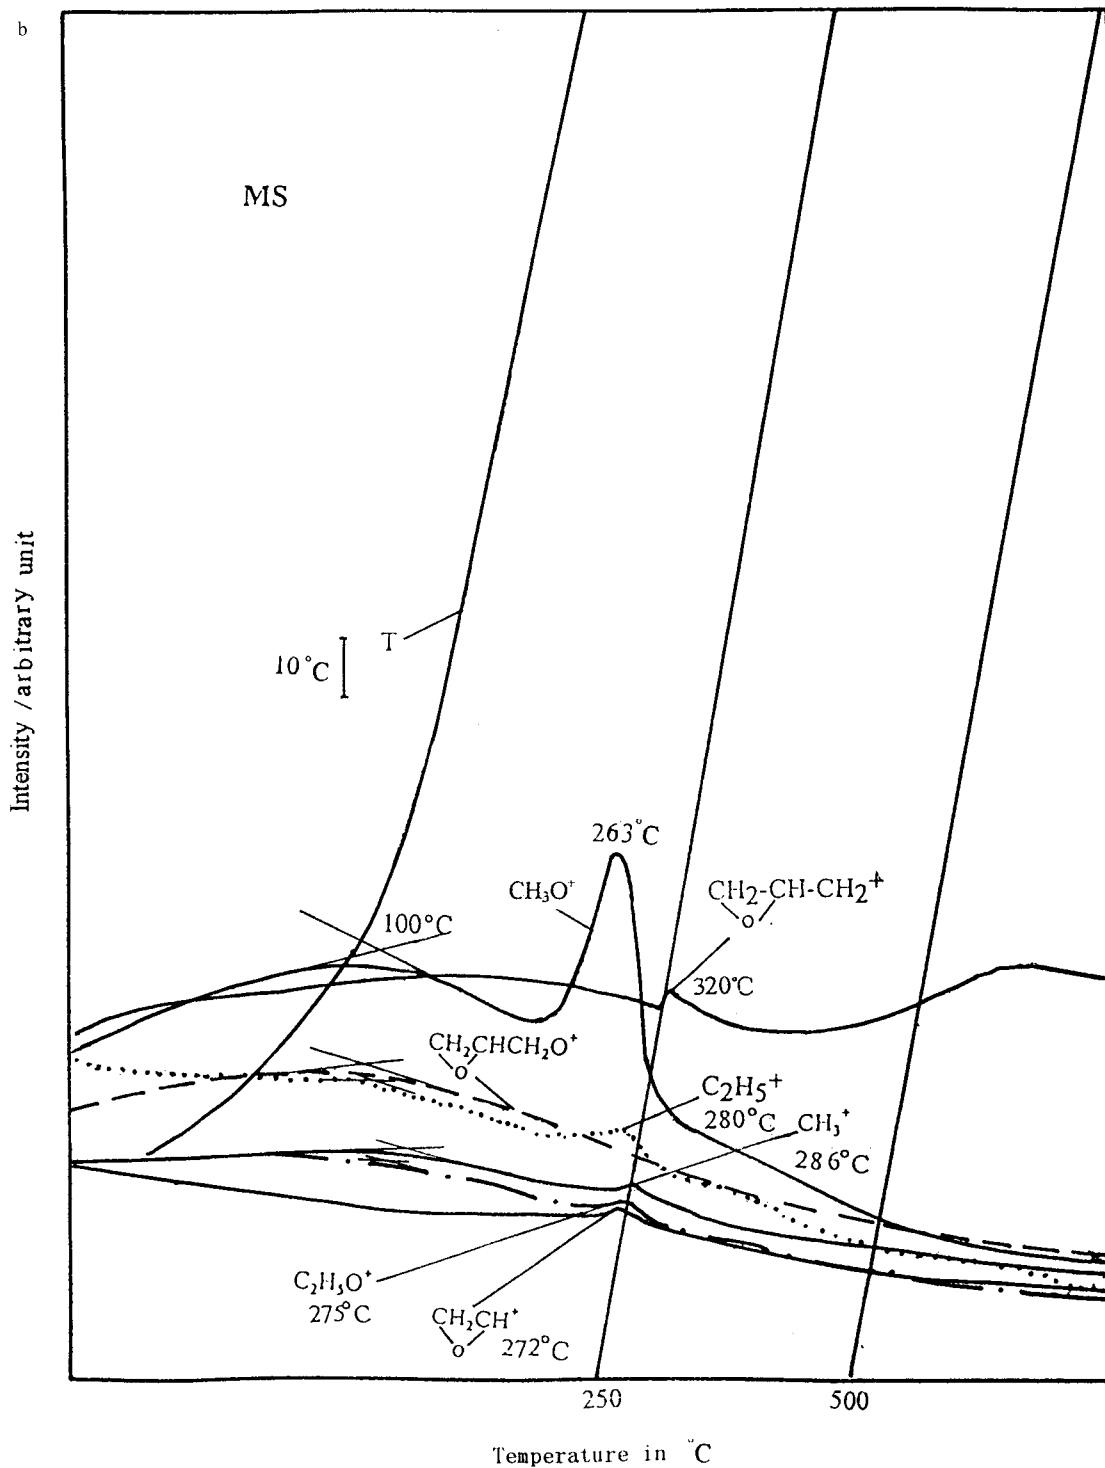 b
MS
Intensity / arbitrary unit
T
10°C
263°C
CH₃O⁺
CH₂-CH-CH₂⁺
O
100°C
320°C
CH₂CHCH₂O⁺
O
C₂H₅⁺
280°C
CH₃⁺
286°C
C₂H₅O⁺
275°C
CH₂CH⁺
O
272°C
250
500
Temperature in °C